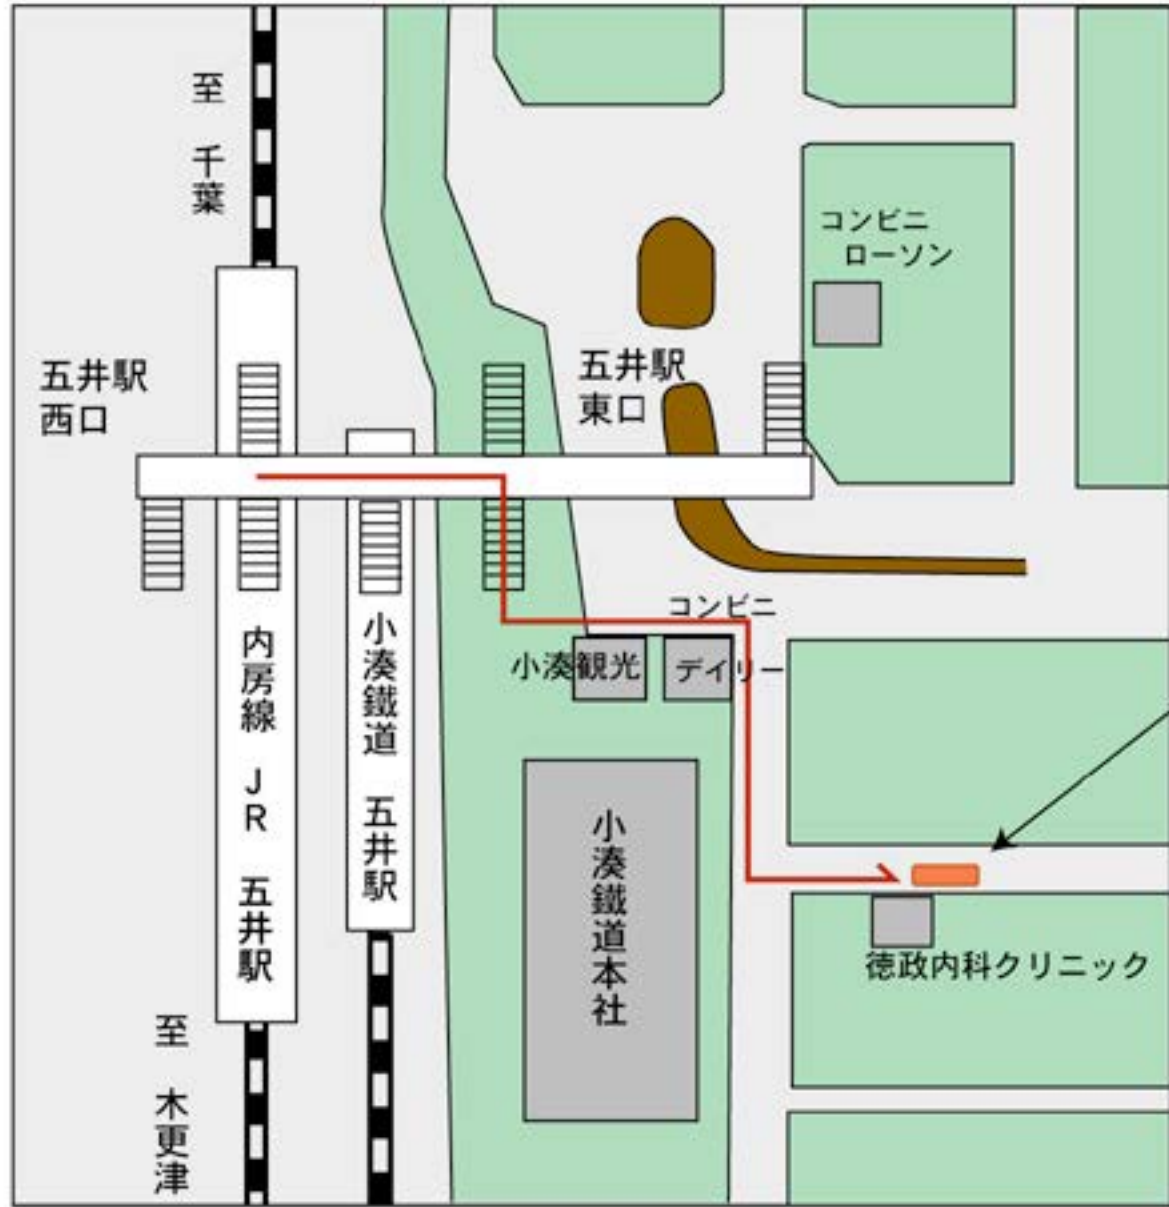 至 千葉
コンビニ
ローソン
五井駅
西口
五井駅
東口
コンビニ
小湊観光
デイリー
内房線 JR 五井駅
小湊鐵道 五井駅
小湊鐵道本社
徳政内科クリニック
至 木更津